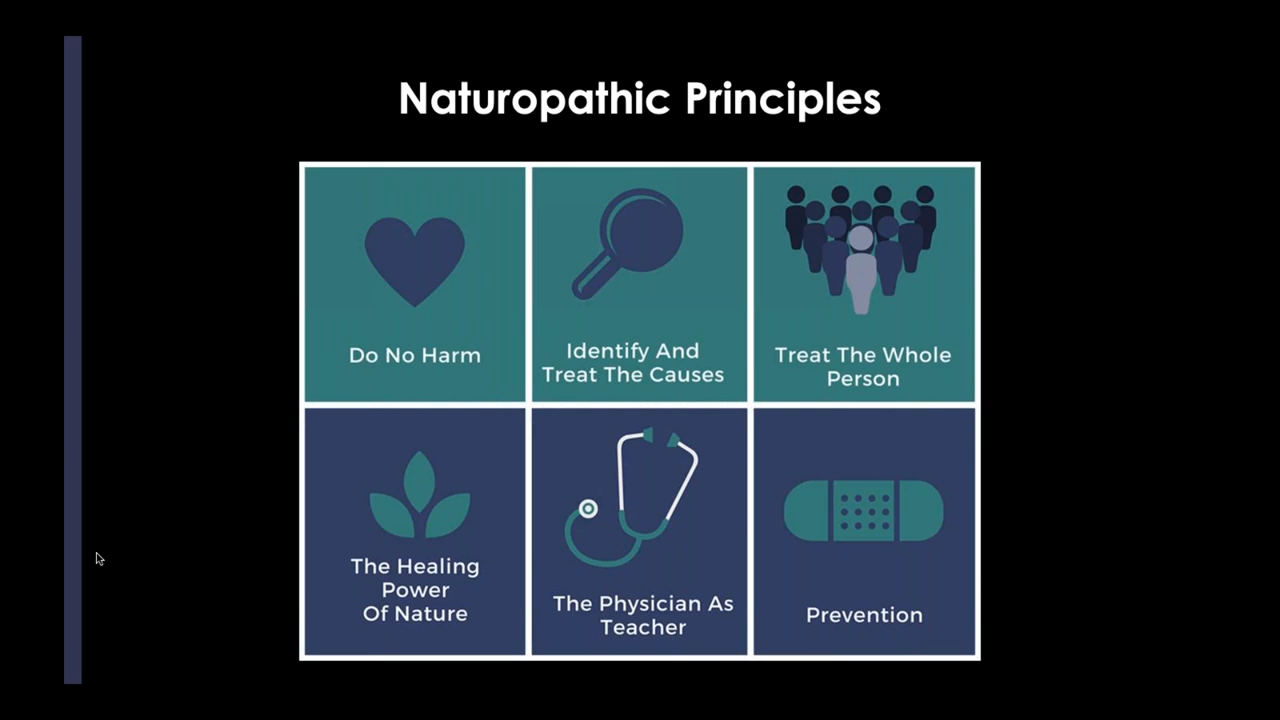 Naturopathic Principles
Do No Harm
Identify And
Treat The Causes
Treat The Whole
Person
The Healing
Power
Of Nature
The Physician As
Teacher
Prevention